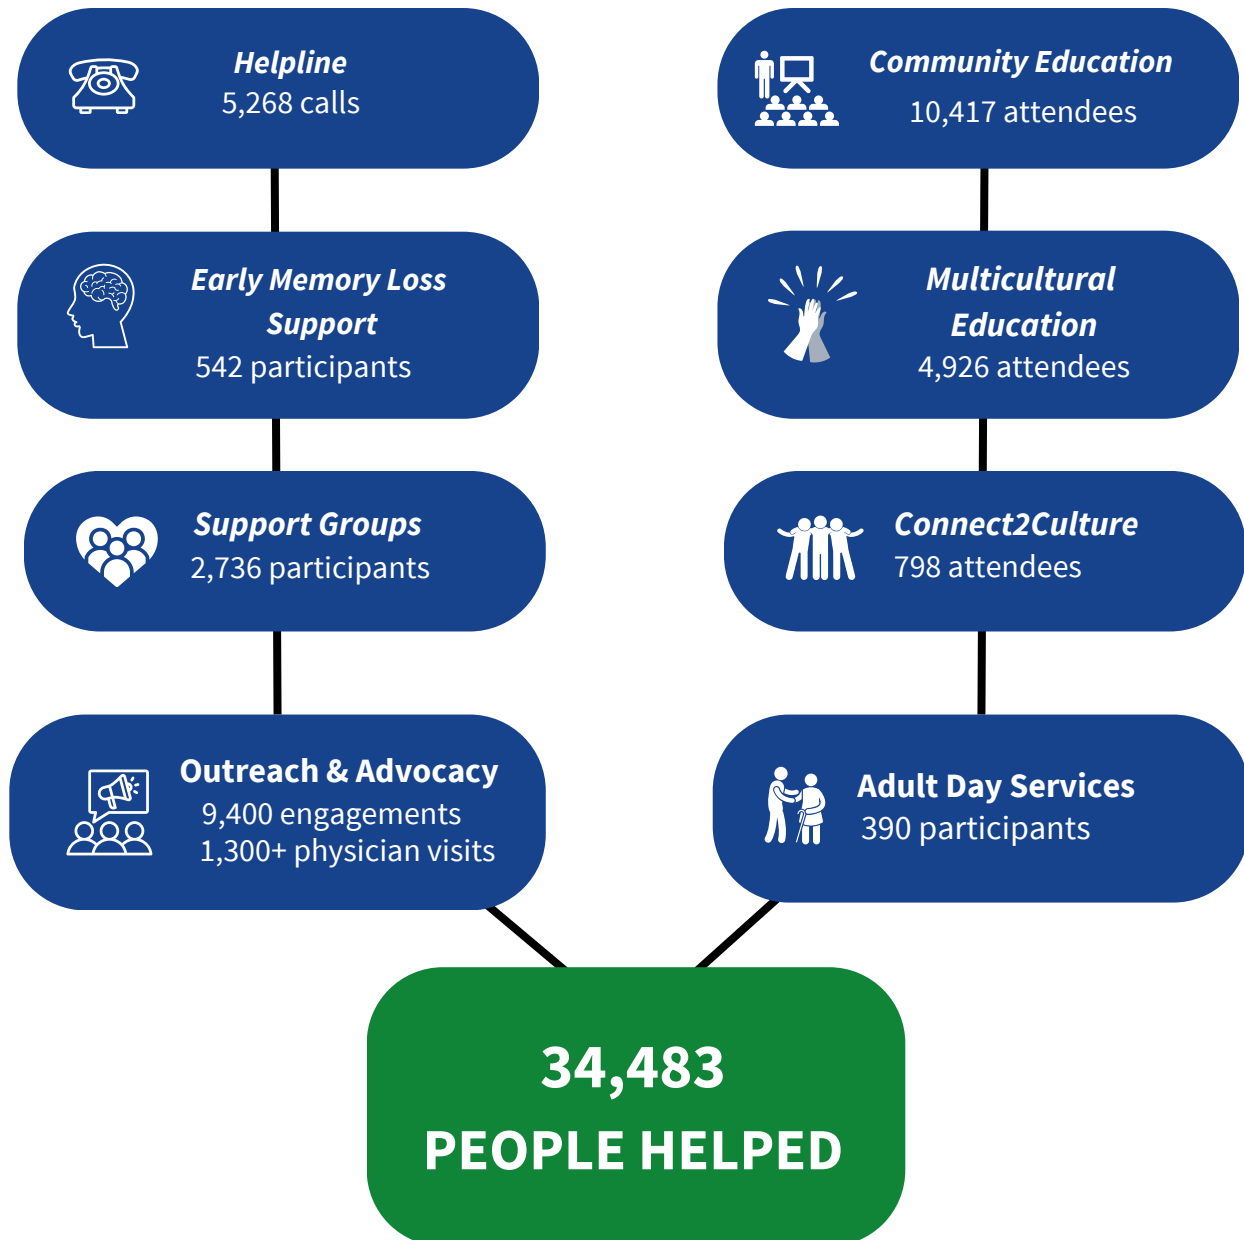 Helpline
5,268 calls
Early Memory Loss
Support
542 participants
Support Groups
2,736 participants
Outreach & Advocacy
9,400 engagements
1,300+ physician visits
Community Education
10,417 attendees
Multicultural
Education
4,926 attendees
Connect2Culture
798 attendees
Adult Day Services
390 participants
34,483
PEOPLE HELPED